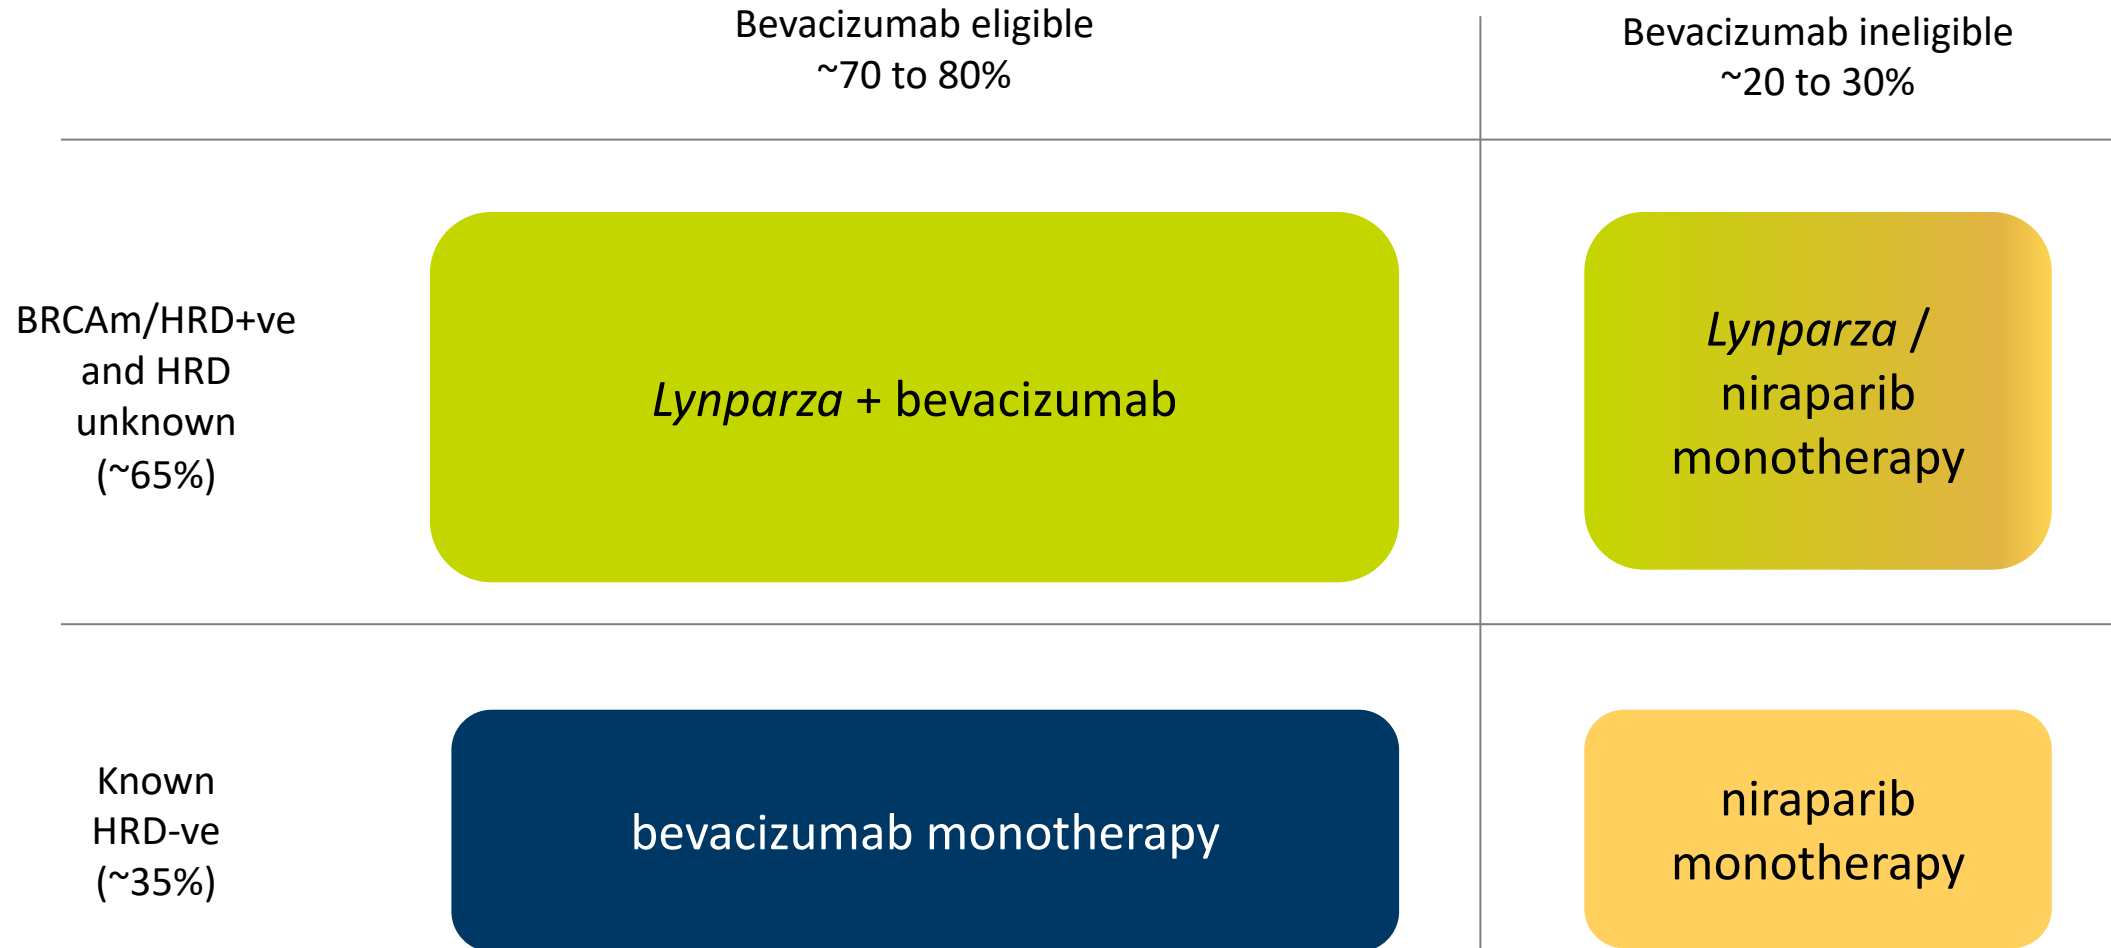 Bevacizumab eligible
~70 to 80%
Bevacizumab ineligible
~20 to 30%
BRCAm/HRD+ve
and HRD
unknown
(~65%)
Lynparza + bevacizumab
Lynparza /
niraparib
monotherapy
Known
HRD-ve
(~35%)
bevacizumab monotherapy
niraparib
monotherapy